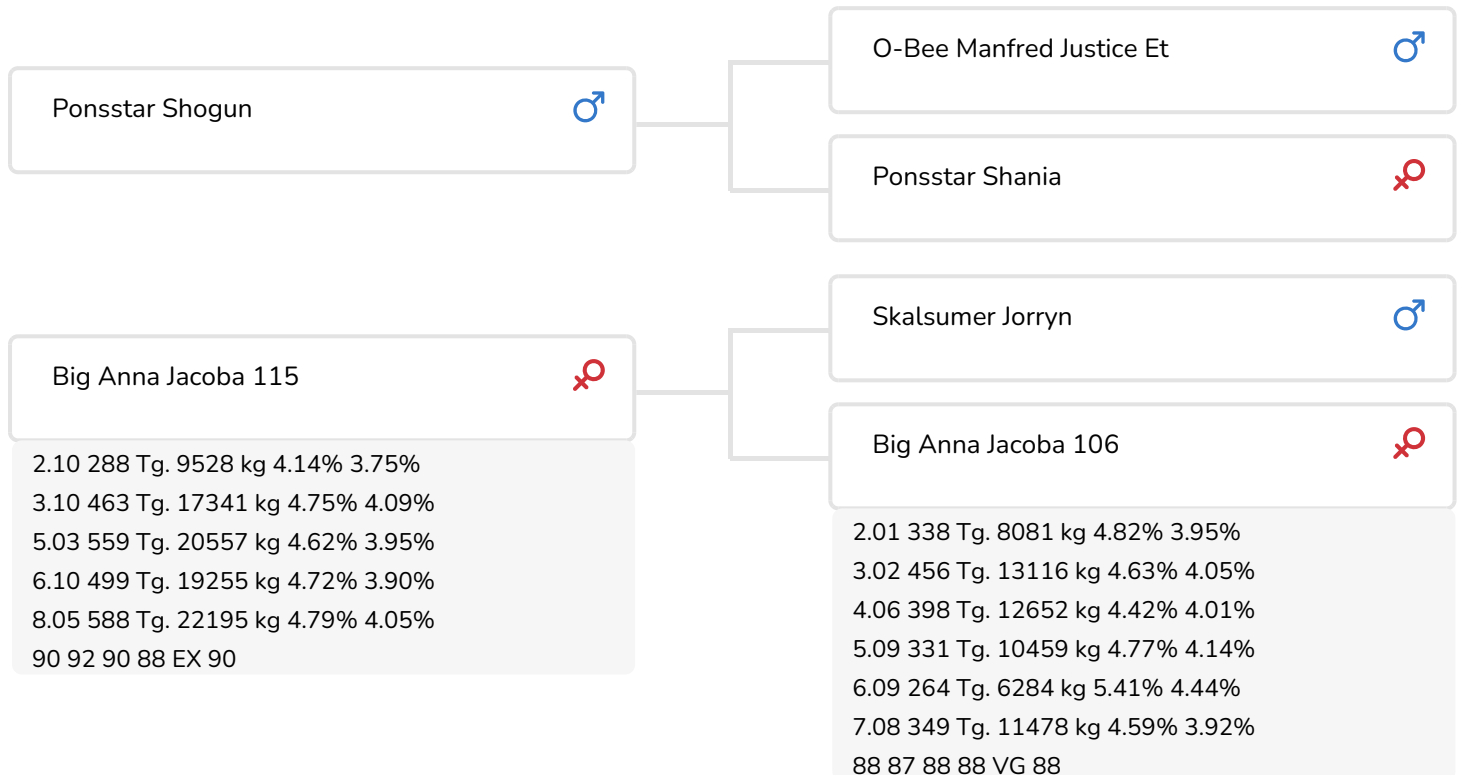 O-Bee Manfred Justice Et
Ponsstar Shogun
Ponsstar Shania
Skalsumer Jorryn
Big Anna Jacoba 115
2.10 288 Tg. 9528 kg 4.14% 3.75%
3.10 463 Tg. 17341 kg 4.75% 4.09%
5.03 559 Tg. 20557 kg 4.62% 3.95%
6.10 499 Tg. 19255 kg 4.72% 3.90%
8.05 588 Tg. 22195 kg 4.79% 4.05%
90 92 90 88 EX 90
Big Anna Jacoba 106
2.01 338 Tg. 8081 kg 4.82% 3.95%
3.02 456 Tg. 13116 kg 4.63% 4.05%
4.06 398 Tg. 12652 kg 4.42% 4.01%
5.09 331 Tg. 10459 kg 4.77% 4.14%
6.09 264 Tg. 6284 kg 5.41% 4.44%
7.08 349 Tg. 11478 kg 4.59% 3.92%
88 87 88 88 VG 88